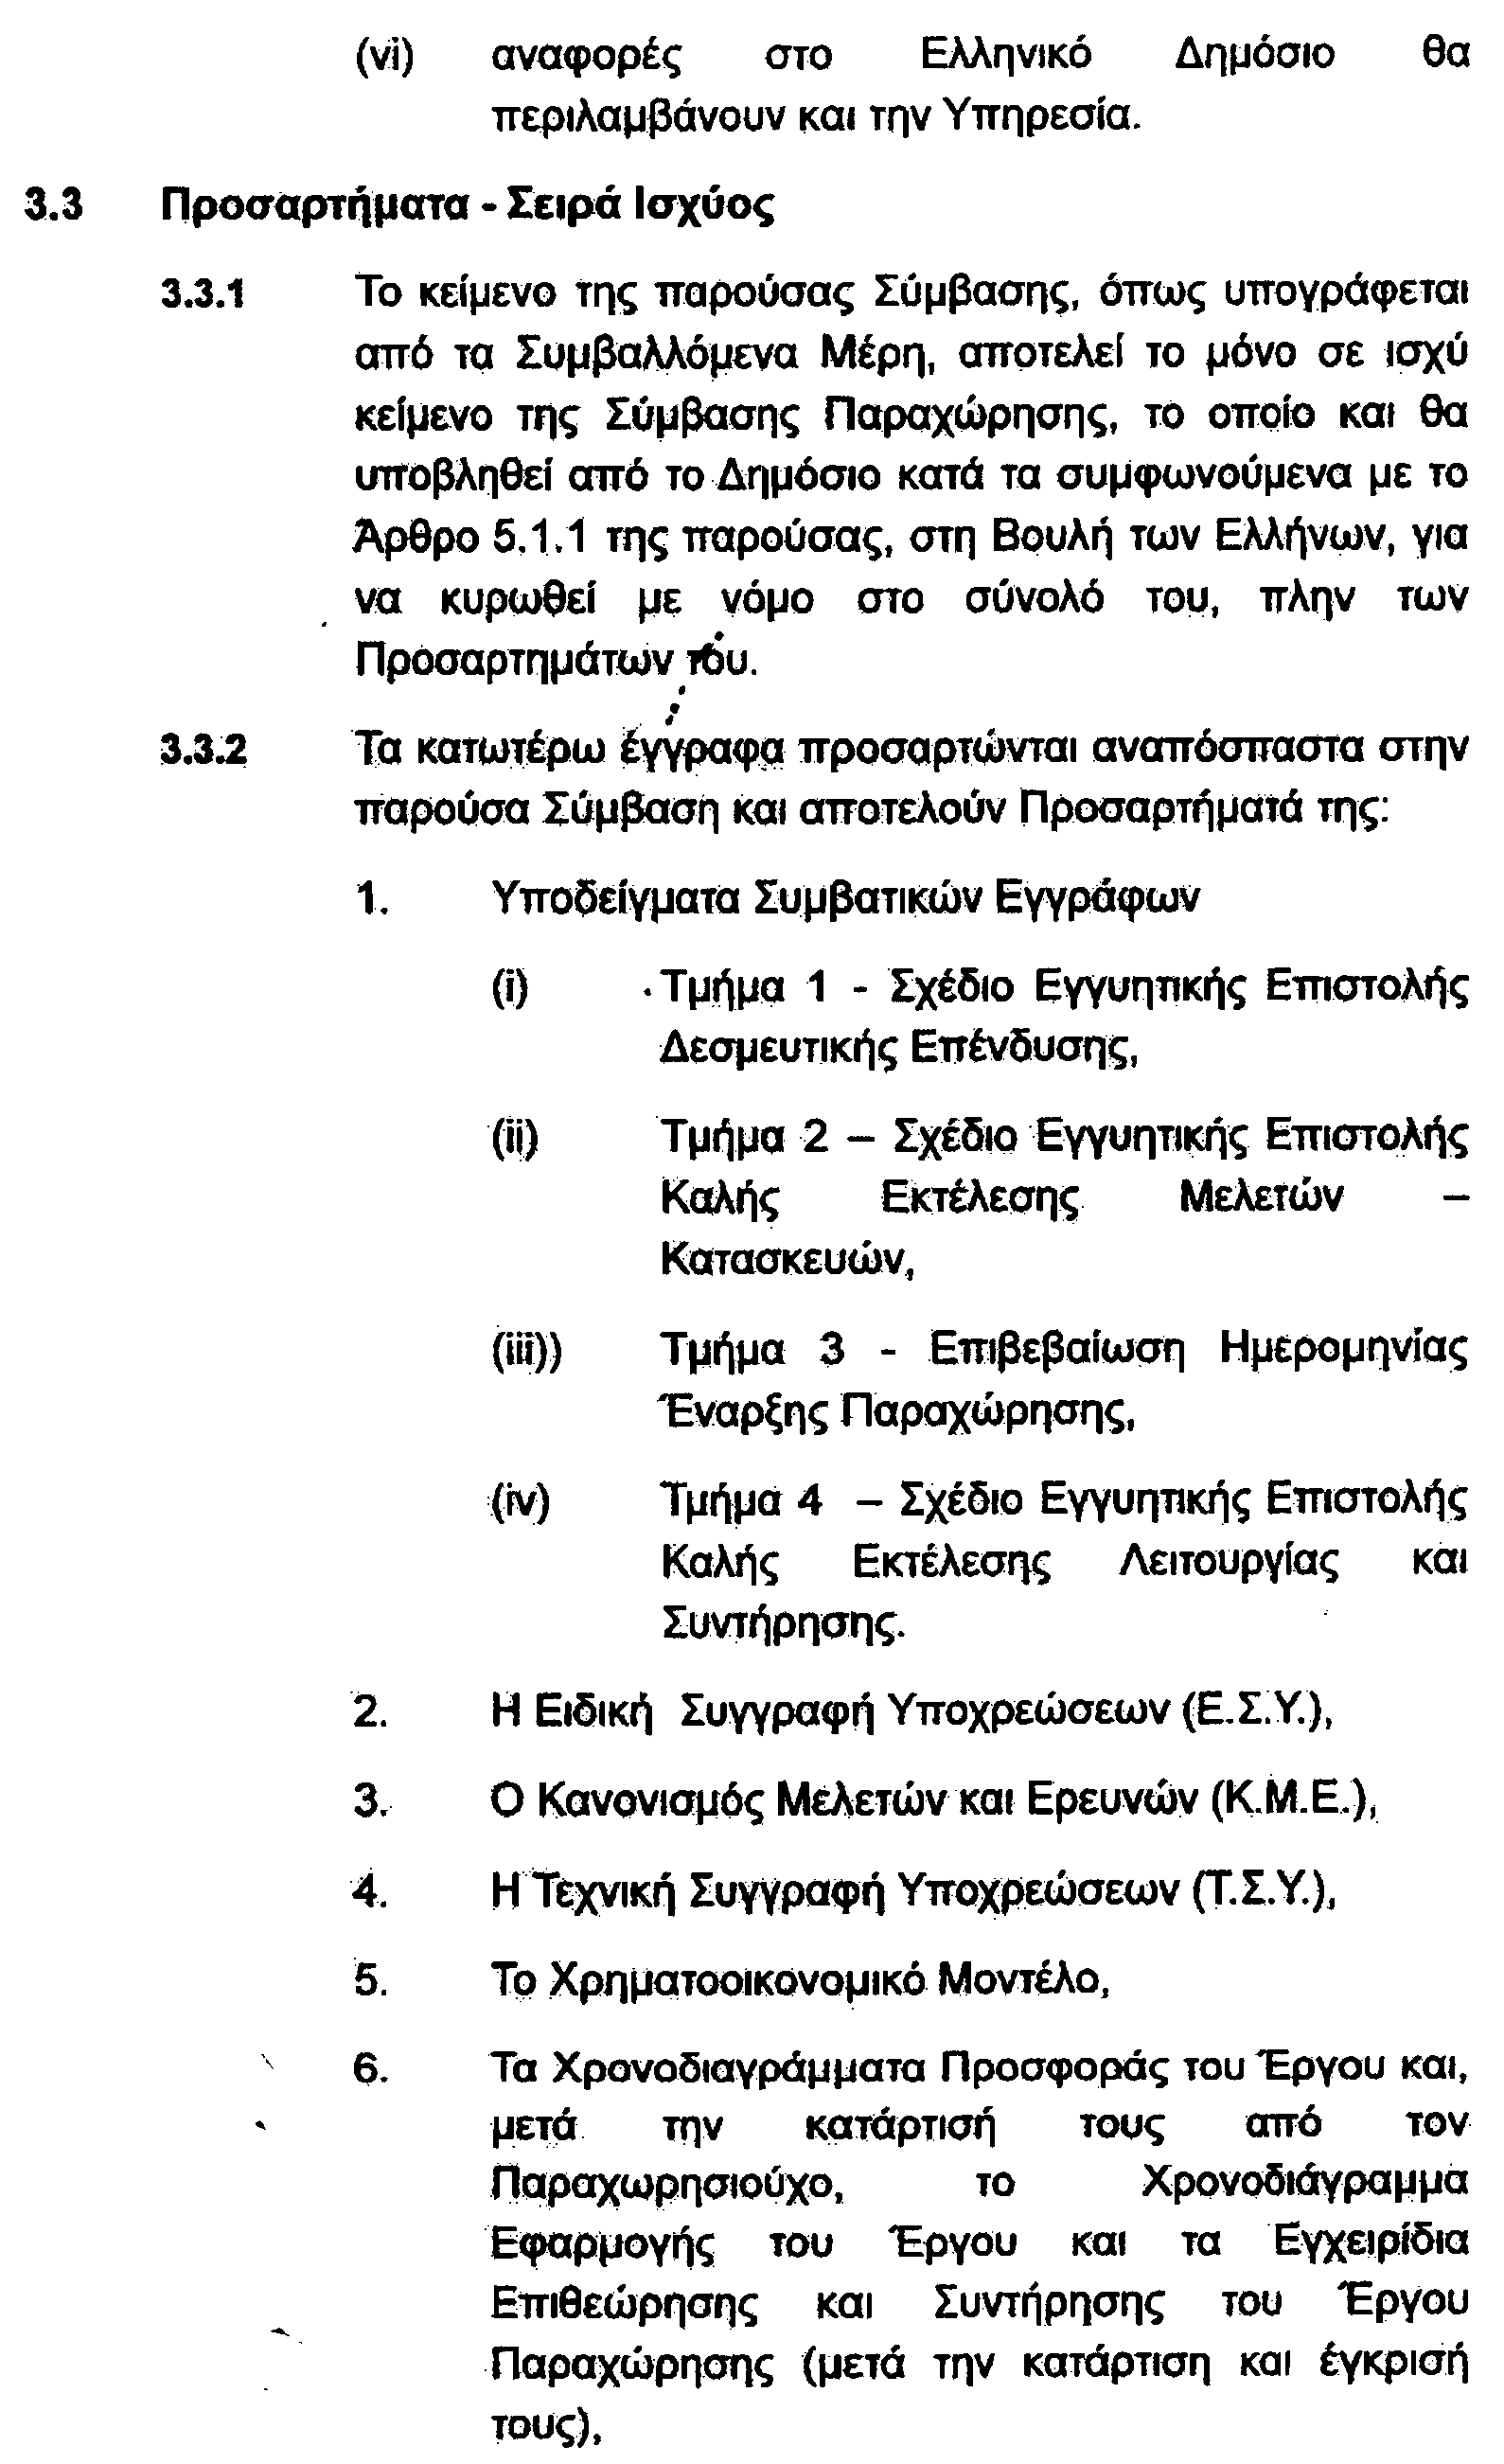 (vi) αναφορές στο Ελληνικό Δημόσιο θα
περιλαμβάνουν και την Υπηρεσία.
3.3 Προσαρτήματα - Σειρά Ισχύος
3.3.1 Το κείμενο της παρούσας Σύμβασης, όπως υπογράφεται
από τα Συμβαλλόμενα Μέρη, αποτελεί το μόνο σε ισχύ
κείμενο της Σύμβασης Παραχώρησης, το οποίο και θα
υποβληθεί από το Δημόσιο κατά τα συμφωνούμενα με το
Άρθρο 5.1.1 της παρούσας, στη Βουλή των Ελλήνων, για
να κυρωθεί με νόμο στο σύνολό του, πλην των
Προσαρτημάτων του.
3.3.2 Τα κατωτέρω έγγραφα προσαρτώνται αναπόσπαστα στην
παρούσα Σύμβαση και αποτελούν Προσαρτήματά της:
1. Υποδείγματα Συμβατικών Εγγράφων
(i) Τμήμα 1 - Σχέδιο Εγγυητικής Επιστολής
Δεσμευτικής Επένδυσης,
(ii) Τμήμα 2 – Σχέδιο Εγγυητικής Επιστολής
Καλής Εκτέλεσης Μελετών –
Κατασκευών,
(iii)) Τμήμα 3 - Επιβεβαίωση Ημερομηνίας
Έναρξης Παραχώρησης,
(iv) Τμήμα 4 – Σχέδιο Εγγυητικής Επιστολής
Καλής Εκτέλεσης Λειτουργίας και
Συντήρησης.
2. Η Ειδική Συγγραφή Υποχρεώσεων (Ε.Σ.Υ.),
3. Ο Κανονισμός Μελετών και Ερευνών (Κ.Μ.Ε.),
4. Η Τεχνική Συγγραφή Υποχρεώσεων (Τ.Σ.Υ.),
5. Το Χρηματοοικονομικό Μοντέλο,
6. Τα Χρονοδιαγράμματα Προσφοράς του Έργου και,
μετά την κατάρτισή τους από τον
Παραχωρησιούχο, το Χρονοδιάγραμμα
Εφαρμογής του Έργου και τα Εγχειρίδια
Επιθεώρησης και Συντήρησης του Έργου
Παραχώρησης (μετά την κατάρτιση και έγκρισή
τους),